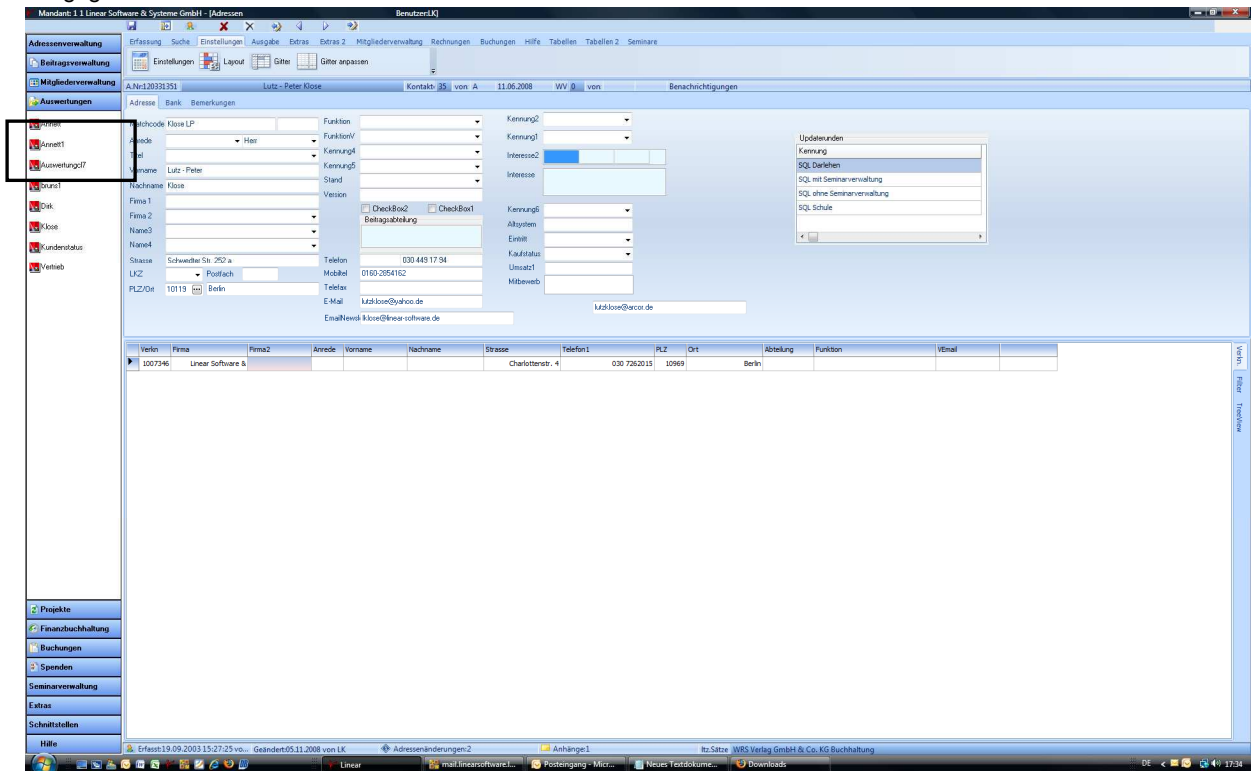 Mandant: 1 1 Linear Software & Systeme GmbH - [Adressen Benutzer:LK]
Adressenverwaltung
Beitragsverwaltung
Mitgliederverwaltung
Auswertungen
Annett
Annett1
Auswertungcl7
bruns1
Dirk
Klose
Kundenstatus
Vertrieb
Projekte
Finanzbuchhaltung
Buchungen
Spenden
Seminarverwaltung
Extras
Schnittstellen
Hilfe
Erfassung Suche Einstellungen Ausgabe Extras Extras 2 Mitgliederverwaltung Rechnungen Buchungen Hilfe Tabellen Tabellen 2 Seminare
Einstellungen Layout Gitter Gitter anpassen
A.Nr:120331351 Lutz - Peter Klose Kontakt: 35 von A 11.06.2008 WV 0 von Benachrichtigungen
Adresse Bank Bemerkungen
Matchcode Klose LP
Anrede Herr
Titel
Vorname Lutz - Peter
Nachname Klose
Firma 1
Firma 2
Name3
Name4
Strasse Schwedter Str. 252 a
LKZ Postfach
PLZ/Ort 10119 Berlin
Funktion
FunktionV
Kennung4
Kennung5
Stand
Version
CheckBox2 CheckBox1
Beitragsabteilung
Telefon 030 449 17 94
Mobiltel 0160-2854162
Telefax
E-Mail lutzklose@yahoo.de
EmailNewsl lklose@linear-software.de
Kennung2
Kennung1
Interesse2
Interesse
Kennung6
Altsystem
Eintritt
Kaufstatus
Umsatz1
Mitbewerb
lutzklose@arcor.de
Updaterunden
Kennung
SQL Darlehen
SQL mit Seminarverwaltung
SQL ohne Seminarverwaltung
SQL Schule
Verkn Firma Firma2 Anrede Vorname Nachname Strasse Telefon1 PLZ Ort Abteilung Funktion VEmail
1007346 Linear Software & Charlottenstr. 4 030 7262015 10969 Berlin
Verkn.
Filter
TreeView
Erfasst:19.09.2003 15:27:25 vo... Geändert:05.11.2008 von LK Adressenänderungen:2 Anhänge:1 ltz.Sätze WRS Verlag GmbH & Co. KG Buchhaltung
Linear mail.linearsoftware.l... Posteingang - Micr... Neues Textdokume... Downloads DE 17:34